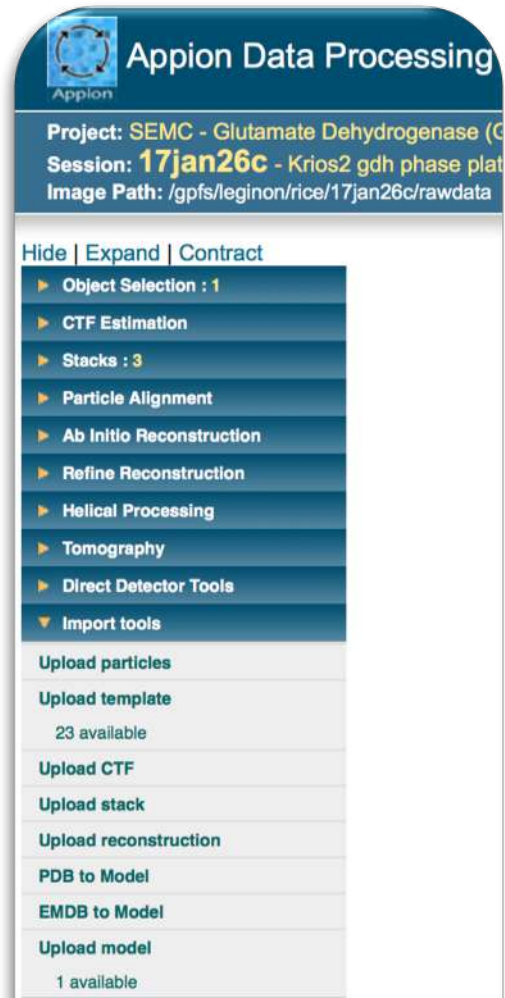 Appion Data Processing
Appion
Project: SEMC - Glutamate Dehydrogenase (
Session: 17jan26c - Krios2 gdh phase plat
Image Path: /gpfs/leginon/rice/17jan26c/rawdata
Hide | Expand | Contract
Object Selection : 1
CTF Estimation
Stacks : 3
Particle Alignment
Ab Initio Reconstruction
Refine Reconstruction
Helical Processing
Tomography
Direct Detector Tools
Import tools
Upload particles
Upload template
23 available
Upload CTF
Upload stack
Upload reconstruction
PDB to Model
EMDB to Model
Upload model
1 available